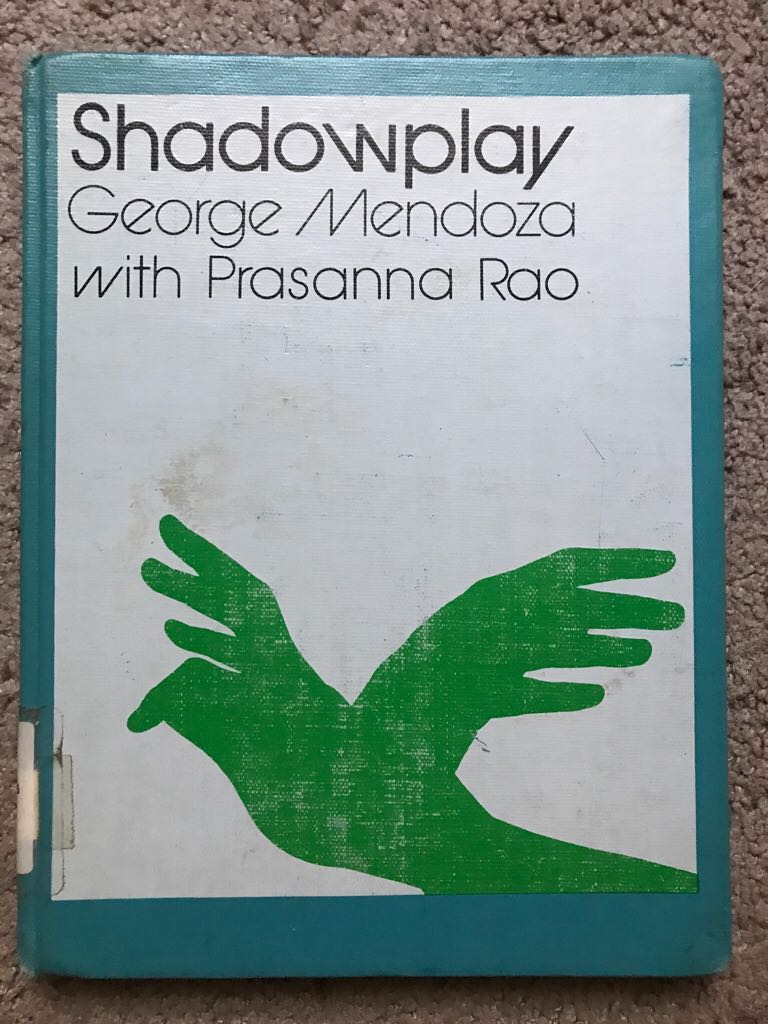 Shadowplay
George Mendoza
with Prasanna Rao